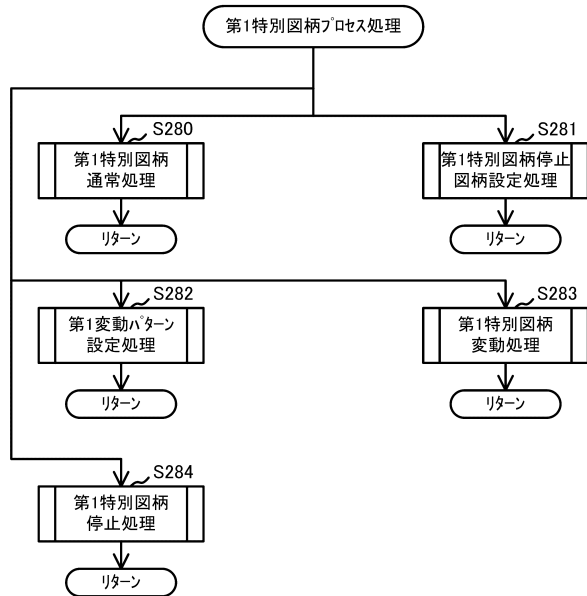 第1特別図柄プロセス処理
S280
第1特別図柄
通常処理
リターン
S281
第1特別図柄停止
図柄設定処理
リターン
S282
第1変動パターン
設定処理
リターン
S283
第1特別図柄
変動処理
リターン
S284
第1特別図柄
停止処理
リターン